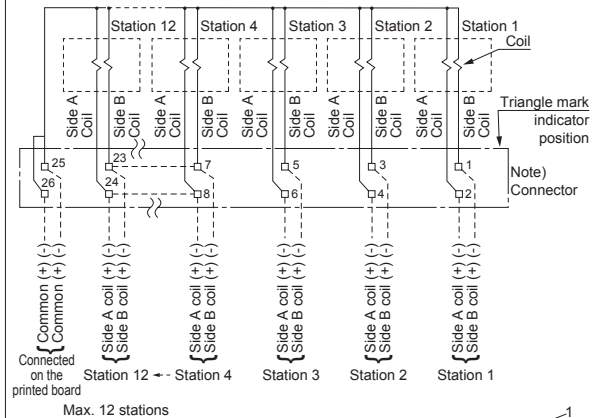 Station 12 Station 4 Station 3 Station 2 Station 1
Coil
Side A Coil Side B Coil Side A Coil Side B Coil Side A Coil Side B Coil Side A Coil Side B Coil Side A Coil Side B Coil
Triangle mark
indicator
position
25 23 7 5 3 1
26 24 8 6 4 2
Note)
Connector
Common (+) (-)
Common (+) (-)
Side A coil (+) (-)
Side B coil (+) (-)
Side A coil (+) (-)
Side B coil (+) (-)
Side A coil (+) (-)
Side B coil (+) (-)
Side A coil (+) (-)
Side B coil (+) (-)
Side A coil (+) (-)
Side B coil (+) (-)
Connected
on the
printed board
Station 12 Station 4 Station 3 Station 2 Station 1
Max. 12 stations
1